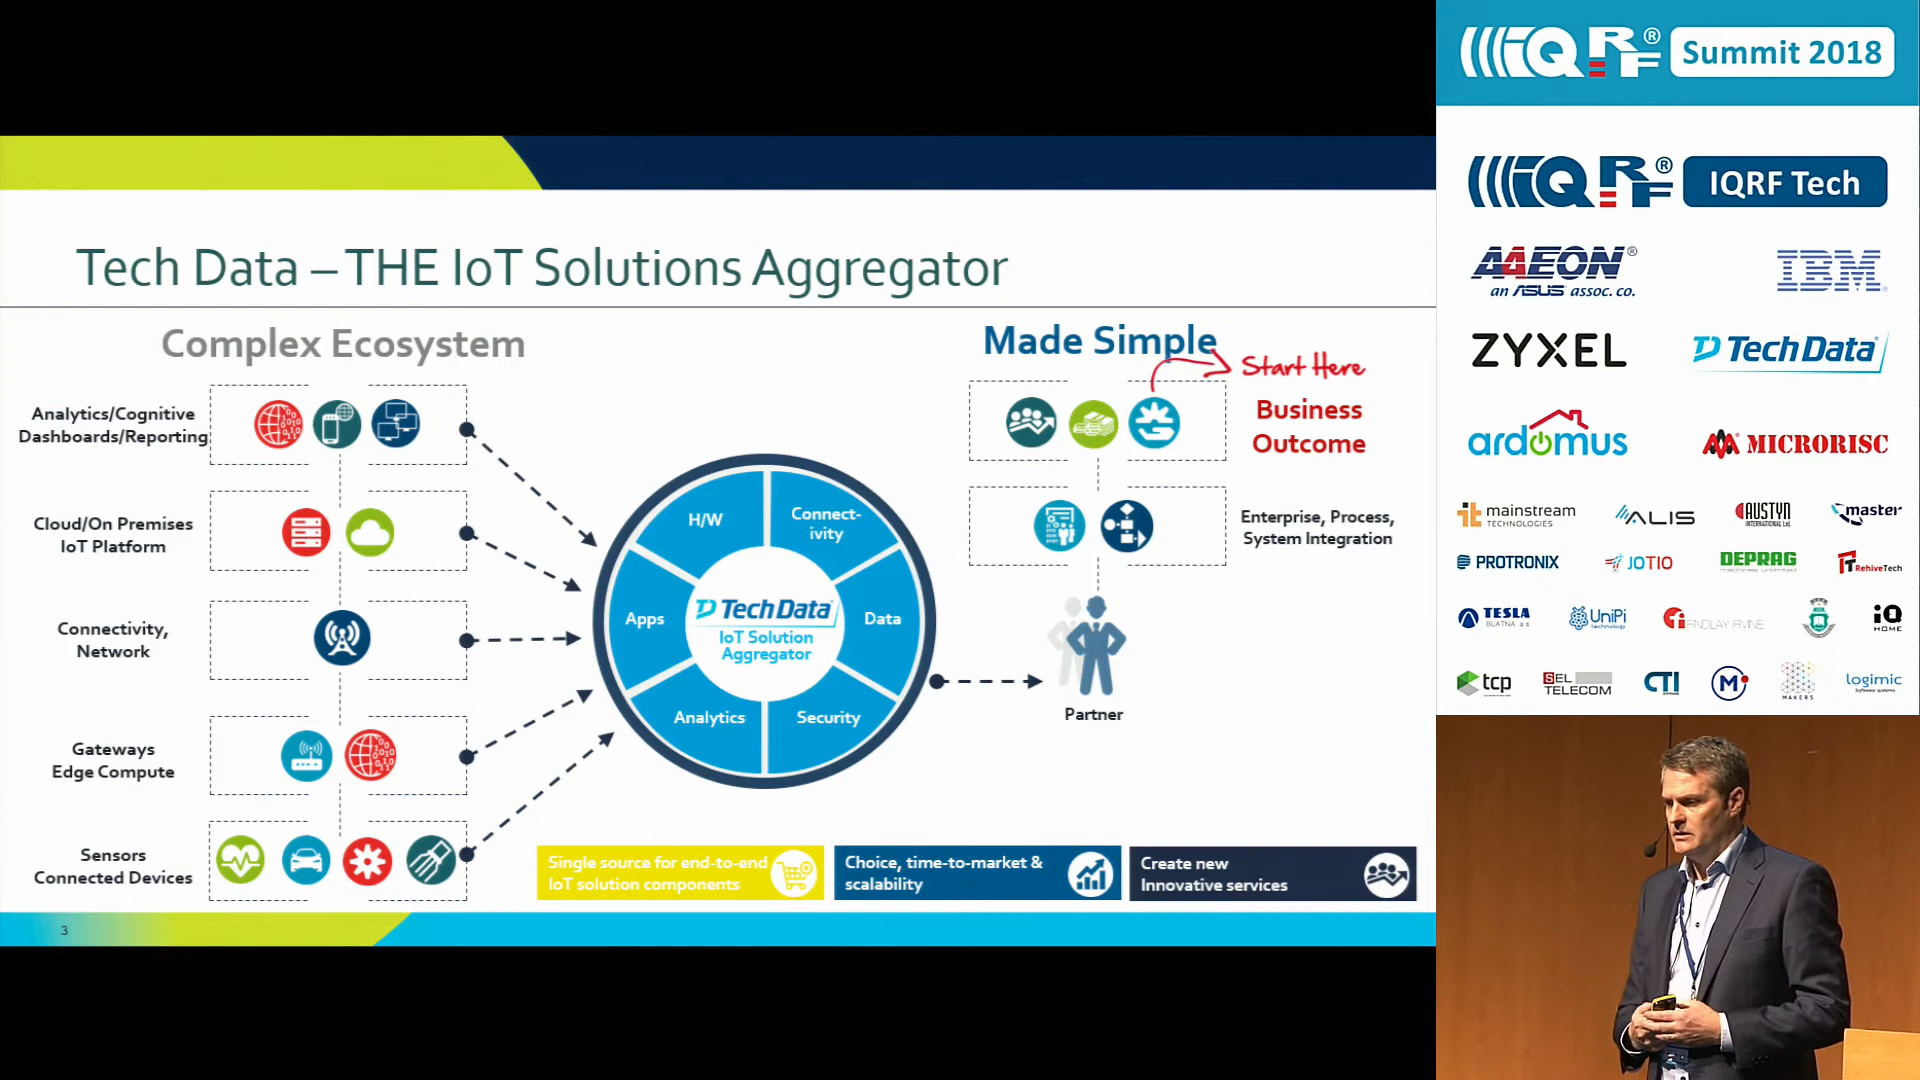 Tech Data – THE IoT Solutions Aggregator
Complex Ecosystem
Analytics/Cognitive
Dashboards/Reporting
Cloud/On Premises
IoT Platform
Connectivity,
Network
Gateways
Edge Compute
Sensors
Connected Devices
H/W
Connect-
ivity
Apps
Data
Analytics
Security
Tech Data
IoT Solution
Aggregator
Made Simple
Start Here
Business
Outcome
Enterprise, Process,
System Integration
Partner
Single source for end-to-end
IoT solution components
Choice, time-to-market &
scalability
Create new
Innovative services
3
IQRF® Summit 2018
IQRF® IQRF Tech
AAEON®
an ASUS assoc. co.
IBM
ZYXEL
Tech Data
ardomus
MICRORISC
mainstream
TECHNOLOGIES
ALIS
AUSTYN
INTERNATIONAL Ltd.
master
PROTRONIX
JOTIO
DEPRAG
RehiveTech
TESLA
BLATNA a s
UniPi
technology
iQ
HOME
tcp
SEL
TELECOM
CTI
M
MAKERS
logimic